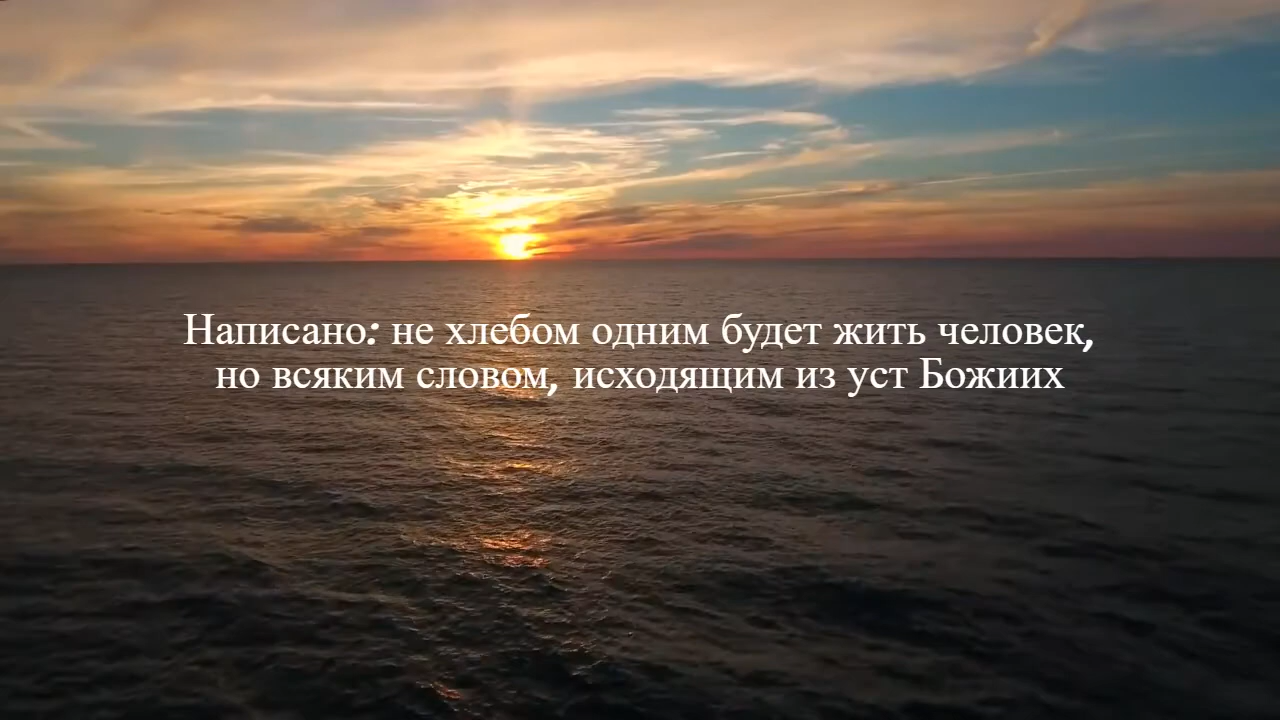 Написано: не хлебом одним будет жить человек,
но всяким словом, исходящим из уст Божиих